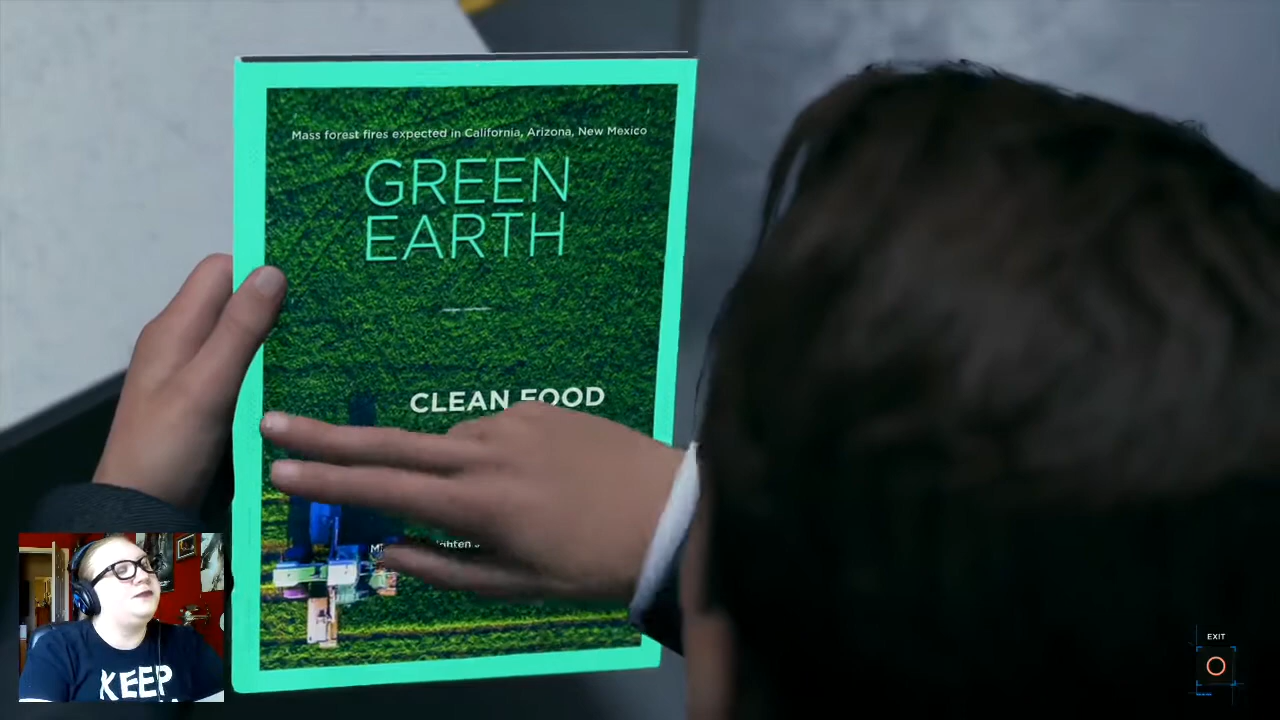 Mass forest fires expected in California, Arizona, New Mexico
GREEN
EARTH
CLEAN FOOD
EXIT
KEEP